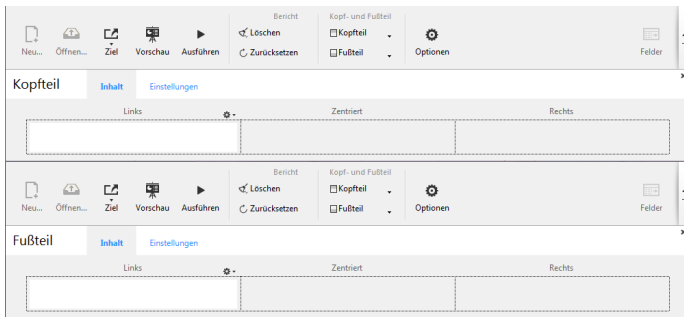 Bericht Kopf- und Fußteil
Löschen Kopfteil
Neu... Öffnen... Ziel Vorschau Ausführen Zurücksetzen Fußteil Optionen Felder
Kopfteil Inhalt Einstellungen
Links Zentriert Rechts
Bericht Kopf- und Fußteil
Löschen Kopfteil
Neu... Öffnen... Ziel Vorschau Ausführen Zurücksetzen Fußteil Optionen Felder
Fußteil Inhalt Einstellungen
Links Zentriert Rechts